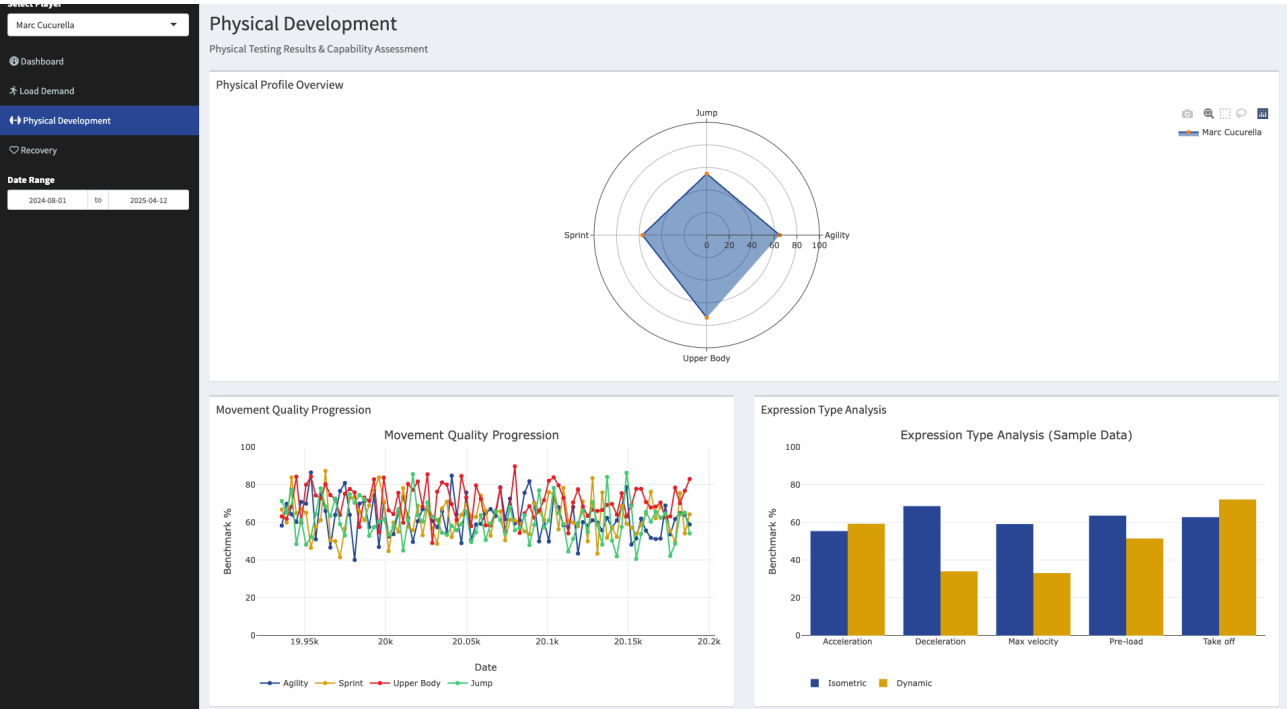 Select Player
Marc Cucurella
Dashboard
Load Demand
Physical Development
Recovery
Date Range
2024-08-01 to 2025-04-12
Physical Development
Physical Testing Results & Capability Assessment
Physical Profile Overview
Jump
Marc Cucurella
Sprint
0 20 40 60 80 100
Agility
Upper Body
Movement Quality Progression
Movement Quality Progression
100
80
60
40
20
0
Benchmark %
19.95k 20k 20.05k 20.1k 20.15k 20.2k
Date
Agility Sprint Upper Body Jump
Expression Type Analysis
Expression Type Analysis (Sample Data)
100
80
60
40
20
0
Benchmark %
Acceleration Deceleration Max velocity Pre-load Take off
Isometric Dynamic